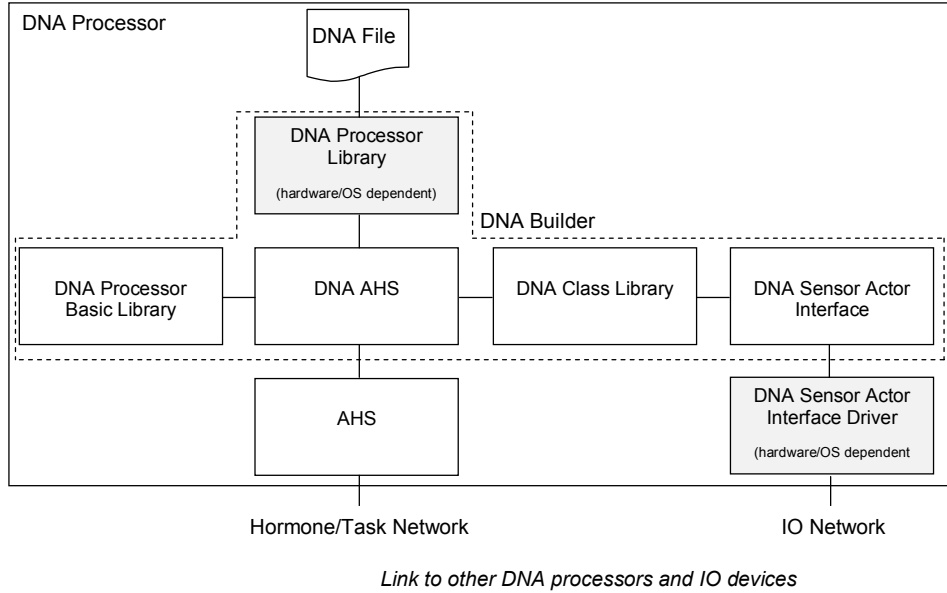 DNA Processor
DNA File
DNA Processor
Library
(hardware/OS dependent)
DNA Builder
DNA Processor
Basic Library
DNA AHS
DNA Class Library
DNA Sensor Actor
Interface
AHS
DNA Sensor Actor
Interface Driver
(hardware/OS dependent
Hormone/Task Network
IO Network
Link to other DNA processors and IO devices